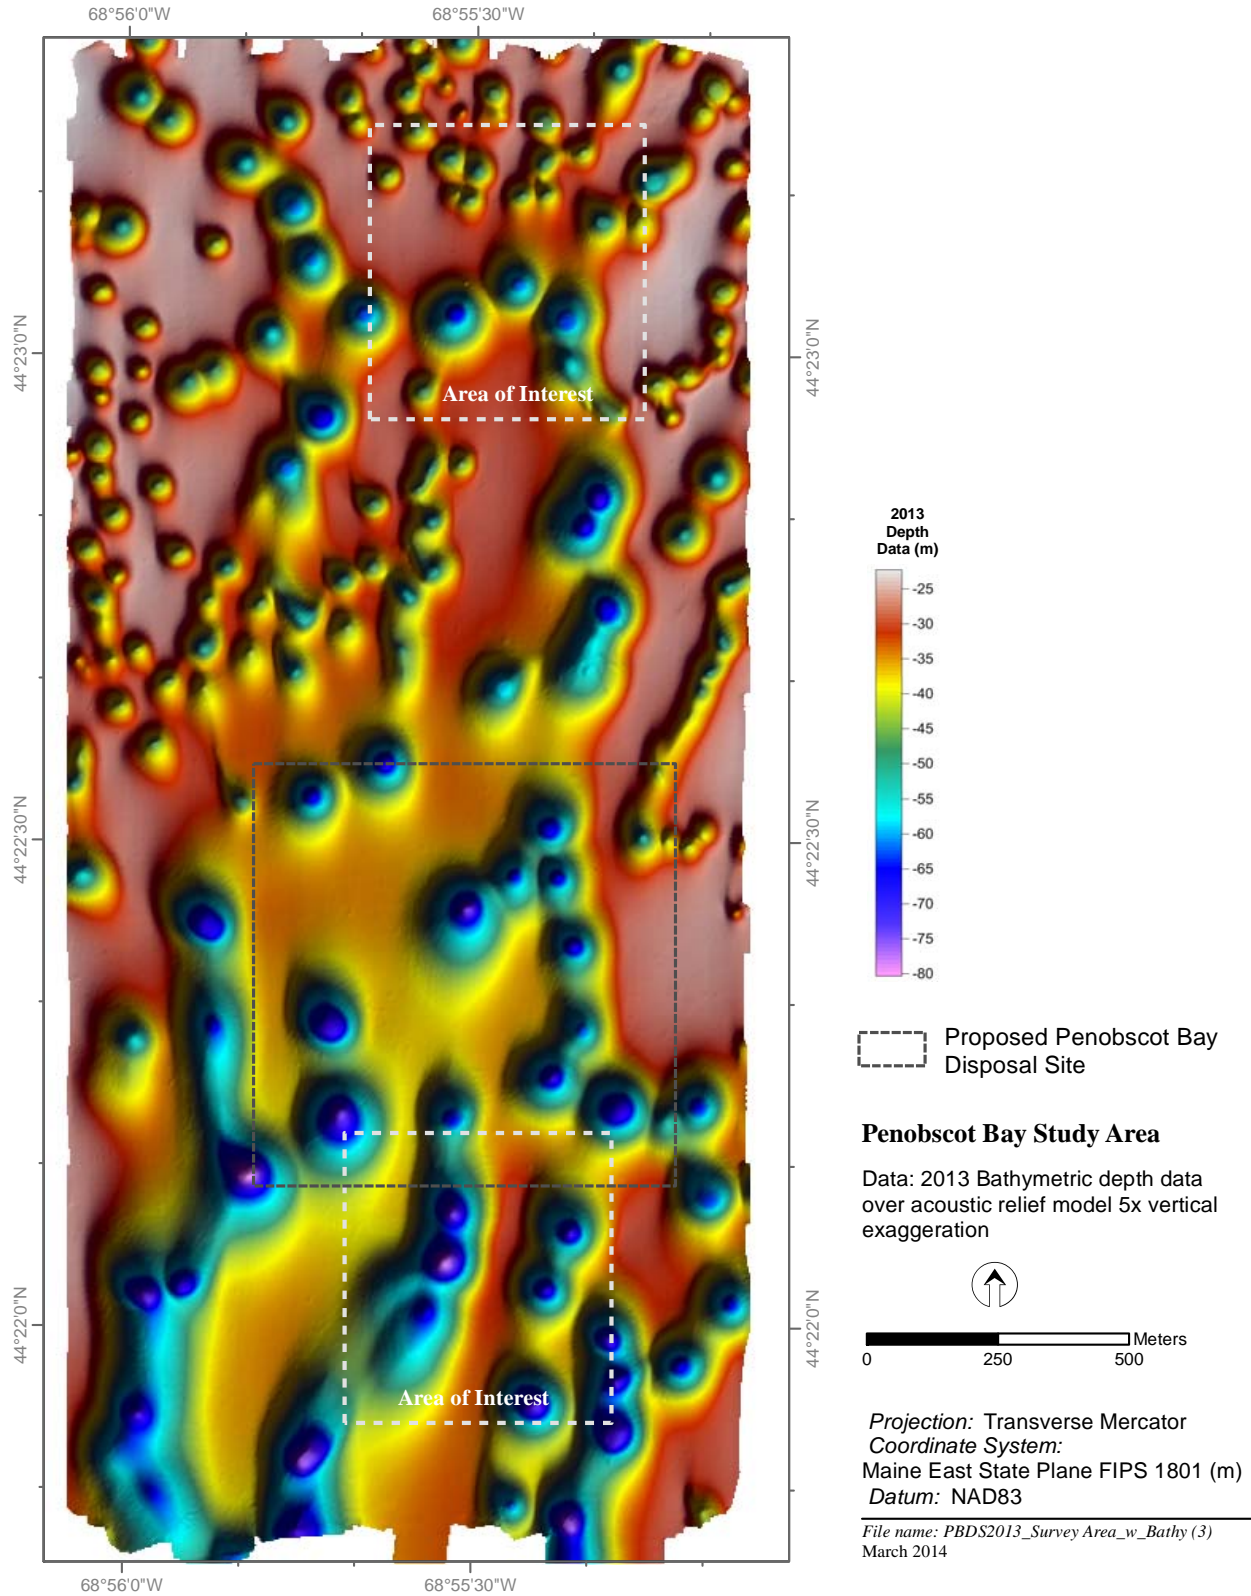 68°56'0"W
68°55'30"W
44°23'0"N
44°23'0"N
Area of Interest
2013
Depth
Data (m)
-25
-30
-35
-40
-45
-50
-55
-60
-65
-70
-75
-80
44°22'30"N
44°22'30"N
Proposed Penobscot Bay
Disposal Site
Penobscot Bay Study Area
Data: 2013 Bathymetric depth data
over acoustic relief model 5x vertical
exaggeration
44°22'0"N
44°22'0"N
Meters
0 250 500
Area of Interest
Projection: Transverse Mercator
Coordinate System:
Maine East State Plane FIPS 1801 (m)
Datum: NAD83
File name: PBDS2013_Survey Area_w_Bathy (3)
March 2014
68°56'0"W
68°55'30"W